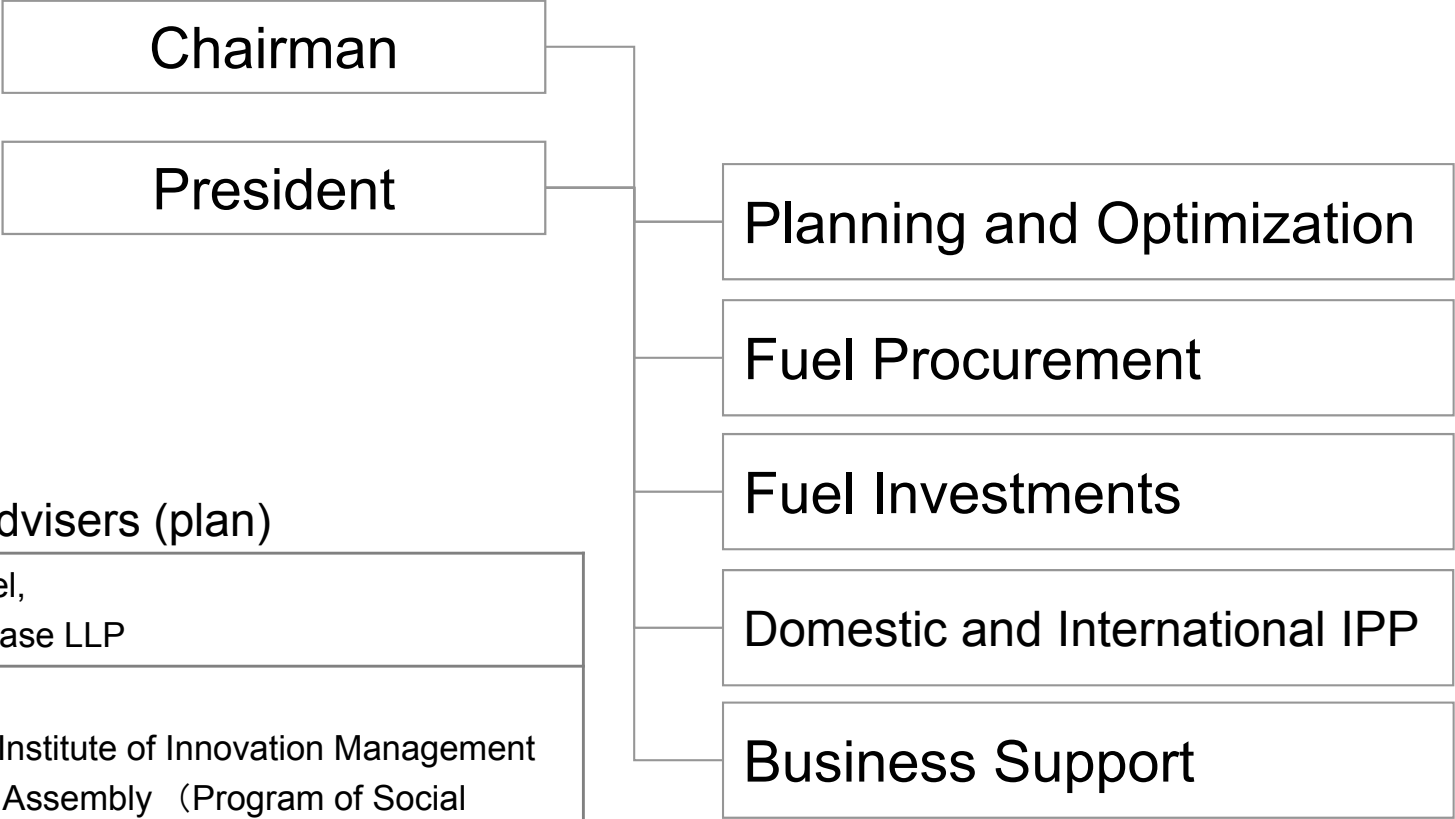 Chairman
President
Planning and Optimization
Fuel Procurement
Fuel Investments
Domestic and International IPP
Business Support
dvisers (plan)
el,
ase LLP
Institute of Innovation Management
Assembly （Program of Social